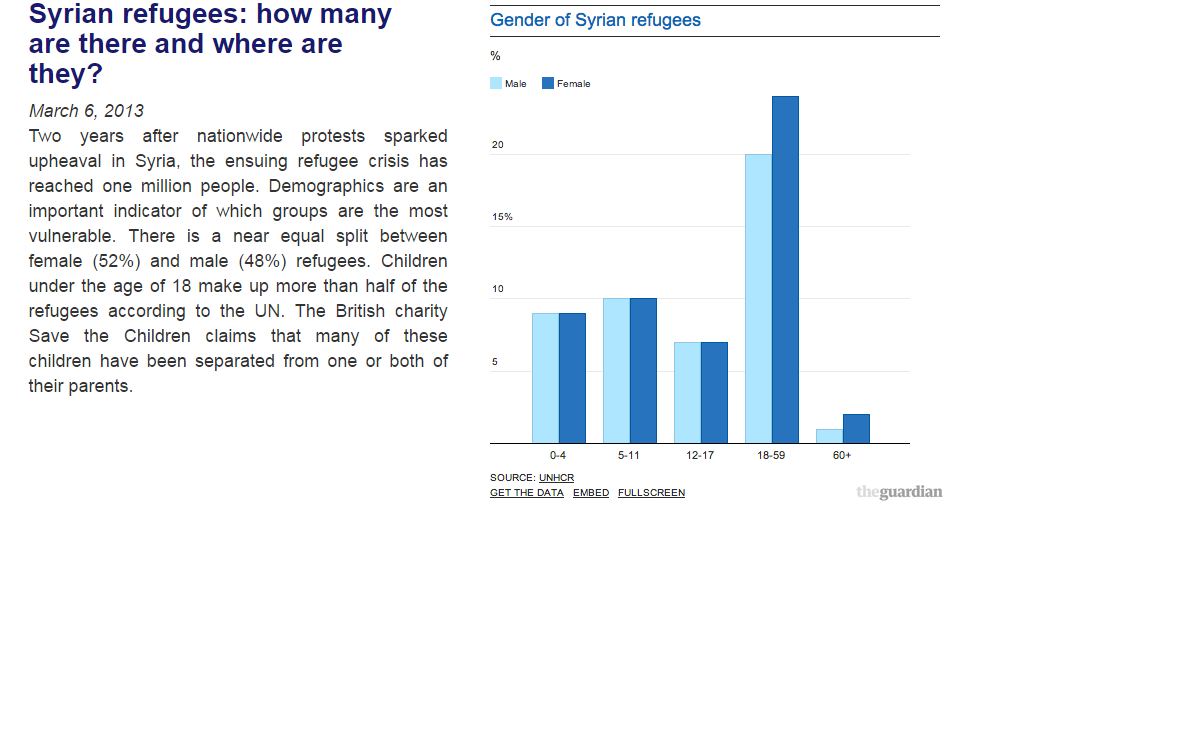 Syrian refugees: how many
are there and where are
they?
March 6, 2013
Two years after nationwide protests sparked
upheaval in Syria, the ensuing refugee crisis has
reached one million people. Demographics are an
important indicator of which groups are the most
vulnerable. There is a near equal split between
female (52%) and male (48%) refugees. Children
under the age of 18 make up more than half of the
refugees according to the UN. The British charity
Save the Children claims that many of these
children have been separated from one or both of
their parents.
Gender of Syrian refugees
%
Male Female
20
15%
10
5
0-4 5-11 12-17 18-59 60+
SOURCE: UNHCR
GET THE DATA EMBED FULLSCREEN
theguardian